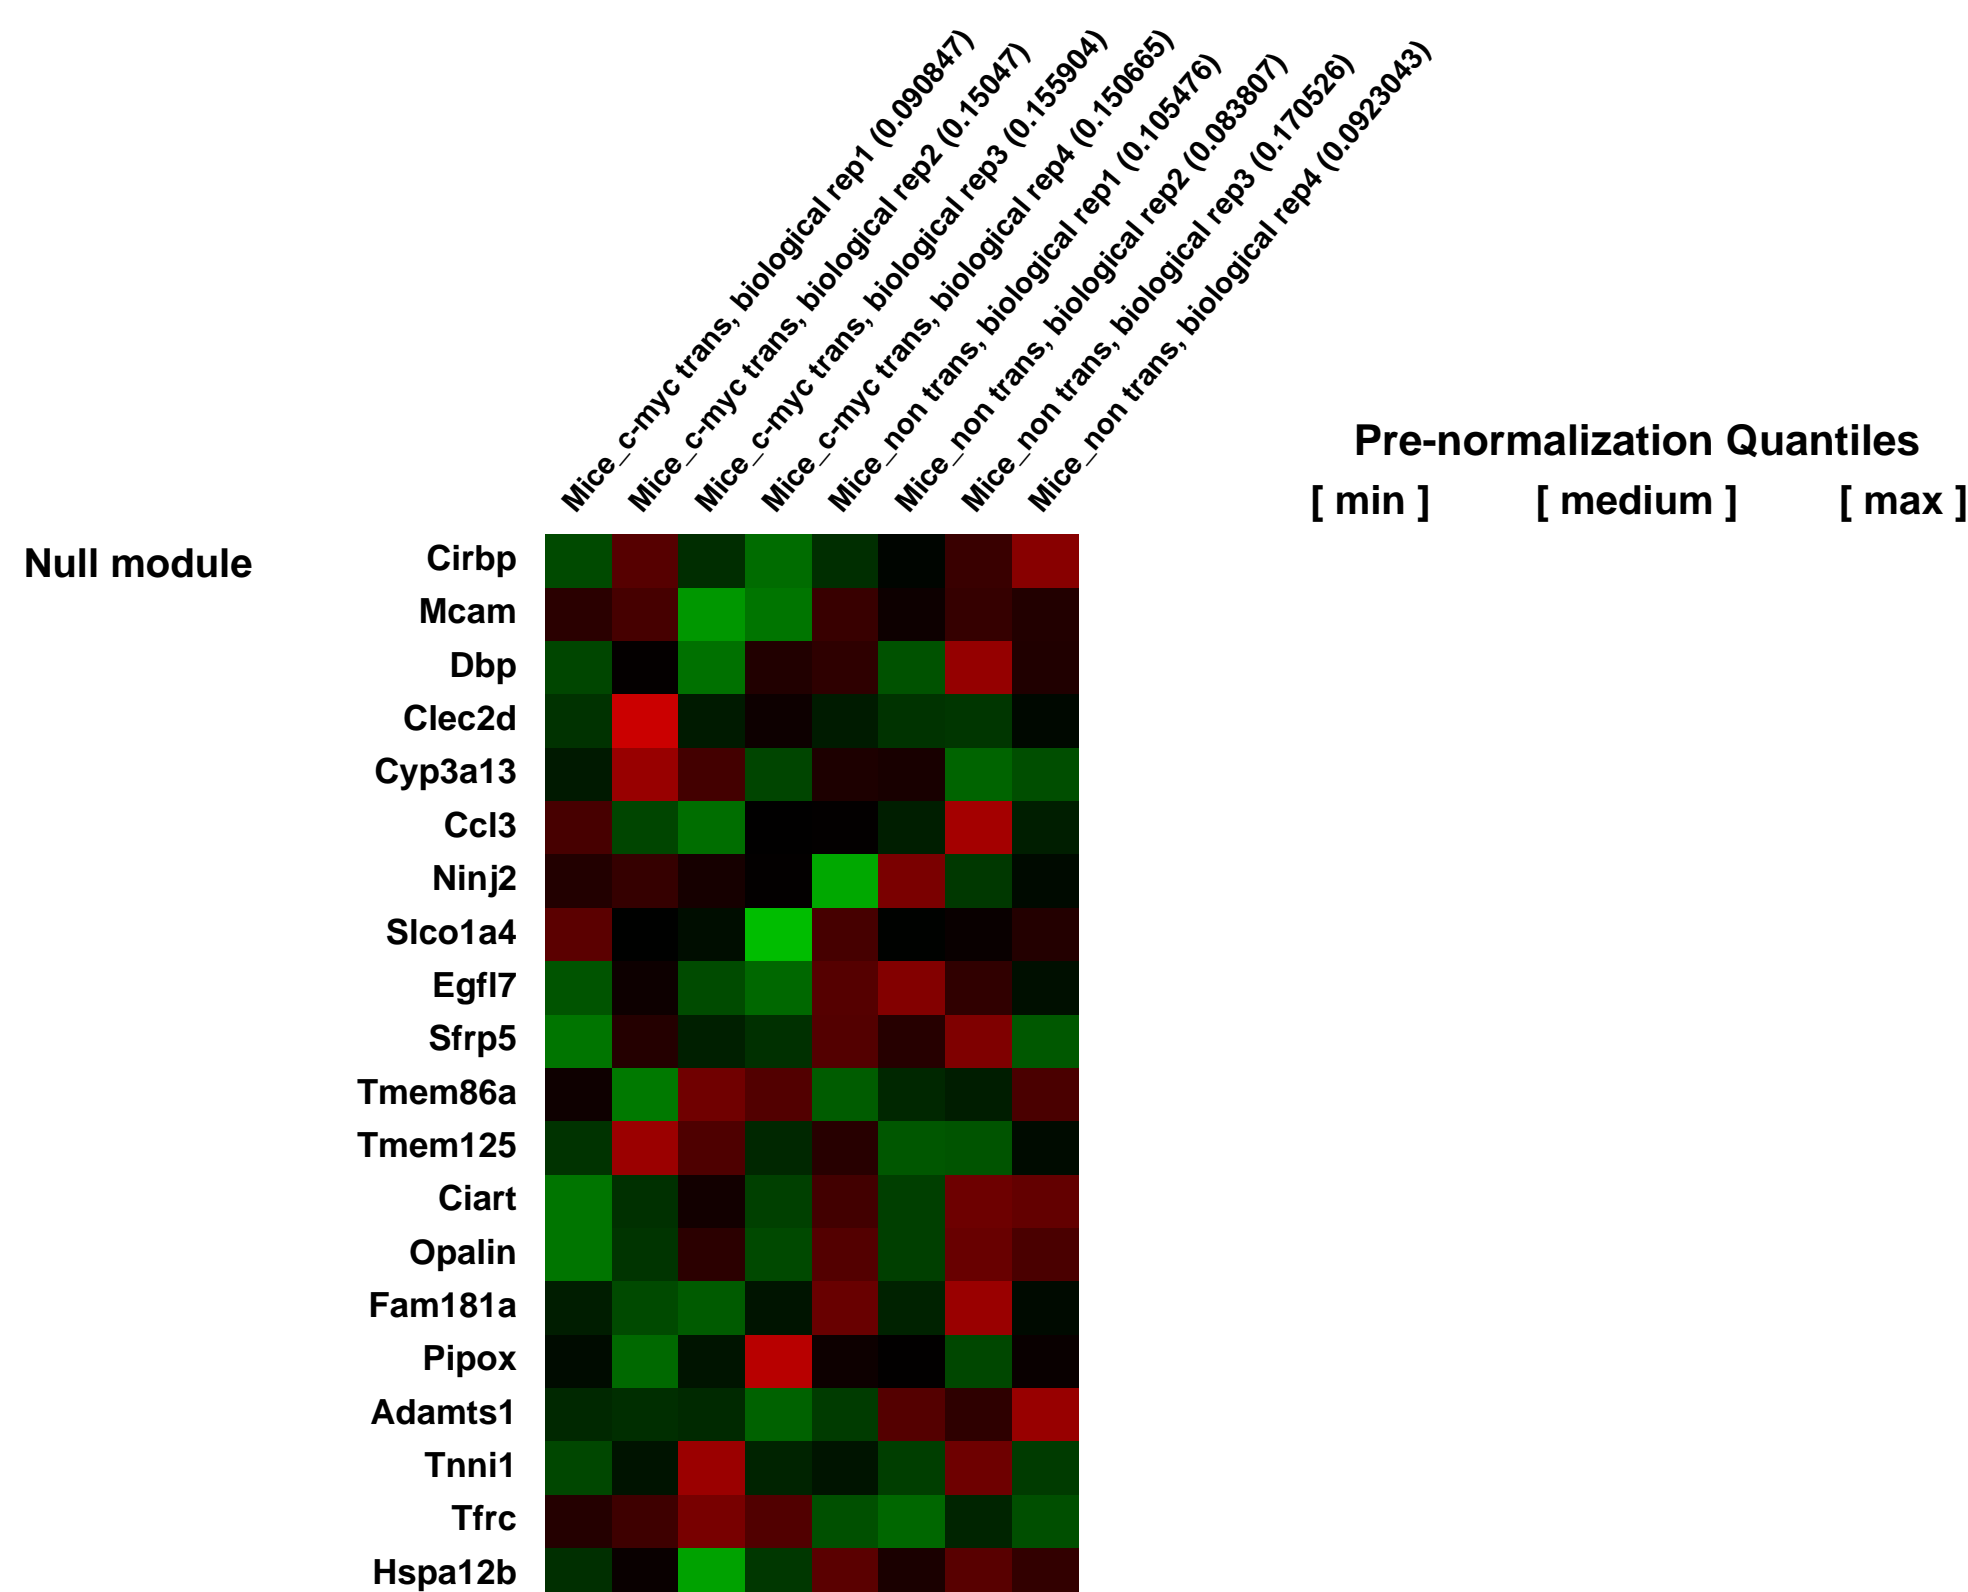 Mice_c-myc trans, biological rep1 (0.090847)
Mice_c-myc trans, biological rep2 (0.15047)
Mice_c-myc trans, biological rep3 (0.155904)
Mice_c-myc trans, biological rep4 (0.150665)
Mice_non trans, biological rep1 (0.105476)
Mice_non trans, biological rep2 (0.083807)
Mice_non trans, biological rep3 (0.170526)
Mice_non trans, biological rep4 (0.0923043)
Pre-normalization Quantiles
[ min ] [ medium ] [ max ]
Null module
Cirbp
Mcam
Dbp
Clec2d
Cyp3a13
Ccl3
Ninj2
Slco1a4
Egfl7
Sfrp5
Tmem86a
Tmem125
Ciart
Opalin
Fam181a
Pipox
Adamts1
Tnni1
Tfrc
Hspa12b